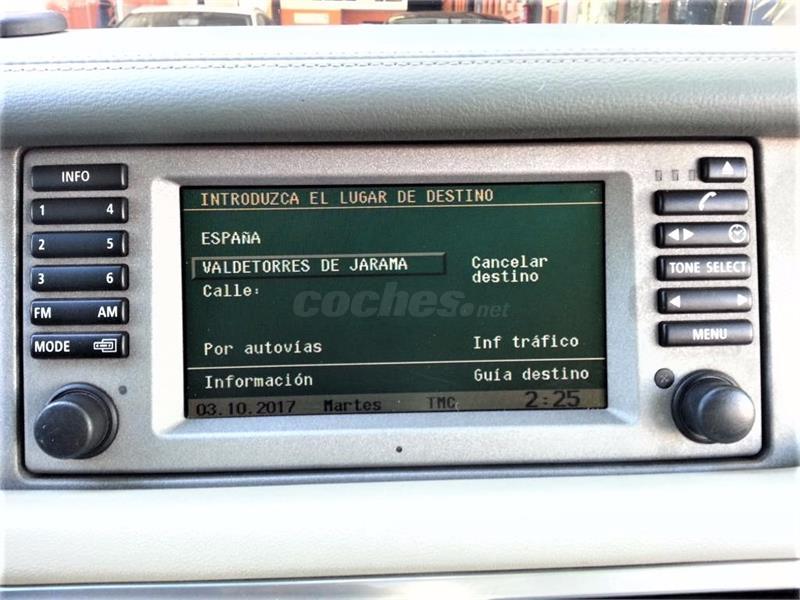 INFO
1 4
2 5
3 6
FM AM
MODE
INTRODUZCA EL LUGAR DE DESTINO
ESPAÑA
VALDETORRES DE JARAMA
Calle:
Cancelar
destino
coches.net
Por autovías
Inf tráfico
Información
Guía destino
03.10.2017 Martes TMC 2:25
TONE SELECT
MENU